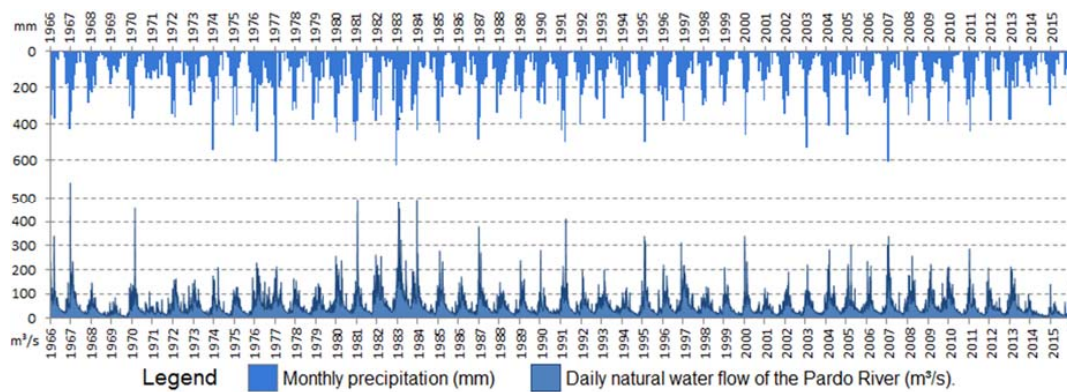 1966 1967 1968 1969 1970 1971 1972 1973 1974 1975 1976 1977 1978 1979 1980 1981 1982 1983 1984 1985 1986 1987 1988 1989 1990 1991 1992 1993 1994 1995 1996 1997 1998 1999 2000 2001 2002 2003 2004 2005 2006 2007 2008 2009 2010 2011 2012 2013 2014 2015
mm
0
200
400
600
500
400
300
200
100
0
m³/s
1966 1967 1968 1969 1970 1971 1972 1973 1974 1975 1976 1977 1978 1979 1980 1981 1982 1983 1984 1985 1986 1987 1988 1989 1990 1991 1992 1993 1994 1995 1996 1997 1998 1999 2000 2001 2002 2003 2004 2005 2006 2007 2008 2009 2010 2011 2012 2013 2014 2015
Legend Monthly precipitation (mm) Daily natural water flow of the Pardo River (m³/s).